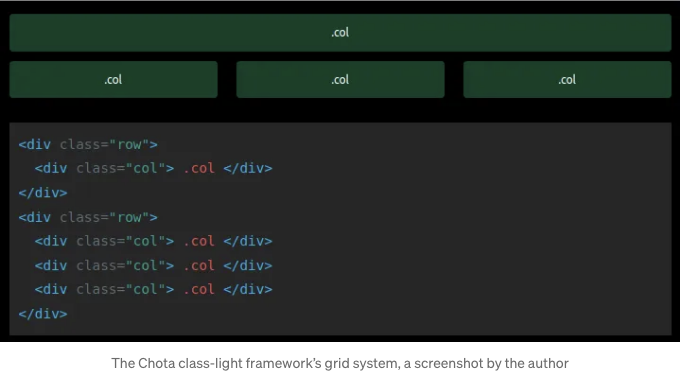 .col
.col .col .col
<div class="row">
  <div class="col"> .col </div>
</div>
<div class="row">
  <div class="col"> .col </div>
  <div class="col"> .col </div>
  <div class="col"> .col </div>
</div>
The Chota class-light framework’s grid system, a screenshot by the author